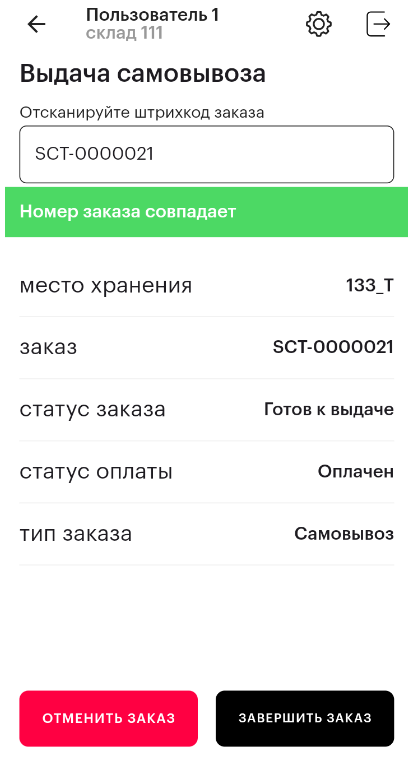 Пользователь 1
склад 111
Выдача самовывоза
Отсканируйте штрихкод заказа
SCT-0000021
Номер заказа совпадает
место хранения 133_T
заказ SCT-0000021
статус заказа Готов к выдаче
статус оплаты Оплачен
тип заказа Самовывоз
ОТМЕНИТЬ ЗАКАЗ ЗАВЕРШИТЬ ЗАКАЗ